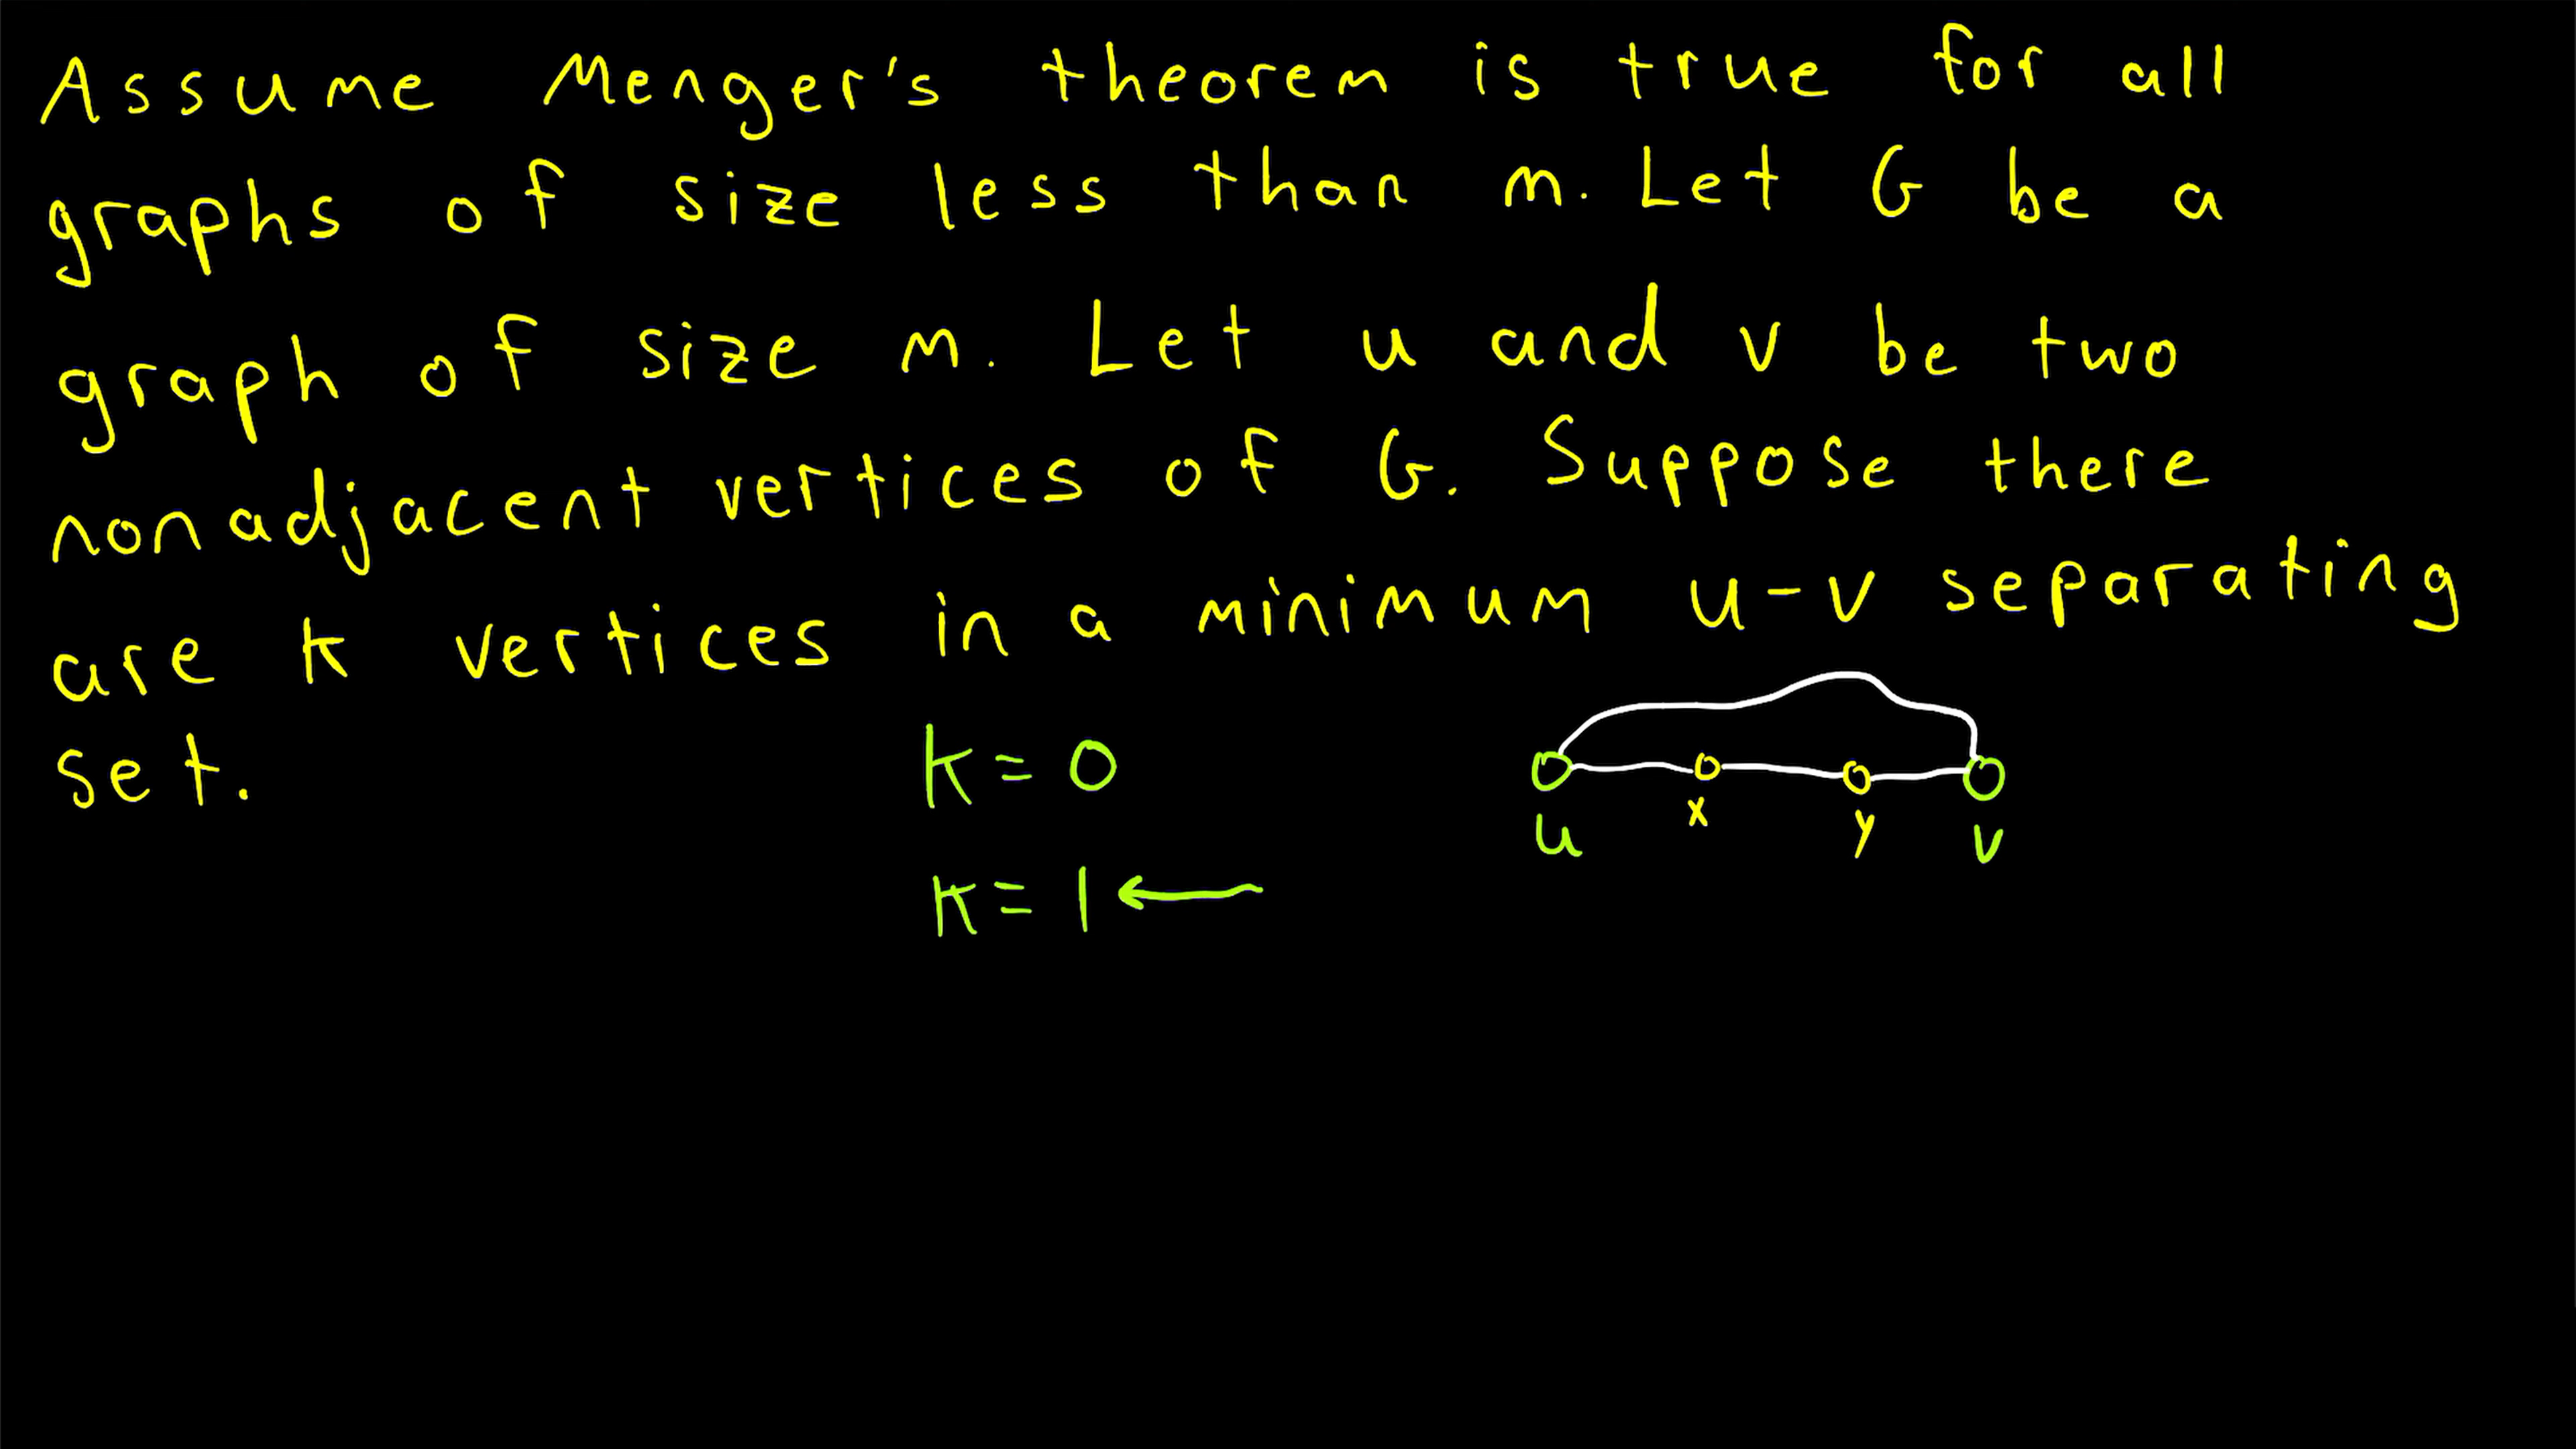 Assume Menger's theorem is true for all
graphs of size less than m. Let G be a
graph of size m. Let u and v be two
nonadjacent vertices of G. Suppose there
are k vertices in a minimum u-v separating
set.
k = 0
u x y v
k = 1